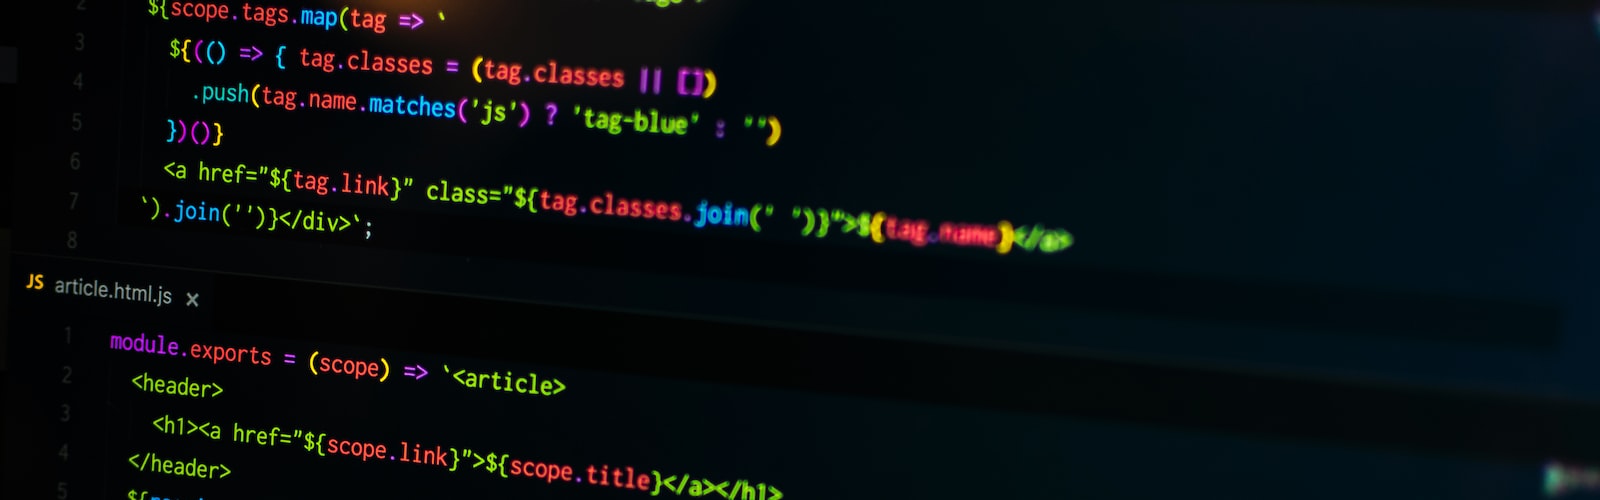 2 ${scope.tags.map(tag => `
3 ${(() => { tag.classes = (tag.classes || [])
4 .push(tag.name.matches('js') ? 'tag-blue' : '')
5 })()}
6 <a href="${tag.link}" class="${tag.classes.join(' ')}">${tag.name}</a>
7 `).join('')}</div>`;
8
JS article.html.js ×
1 module.exports = (scope) => `<article>
2 <header>
3 <h1><a href="${scope.link}">${scope.title}</a></h1>
4 </header>
5